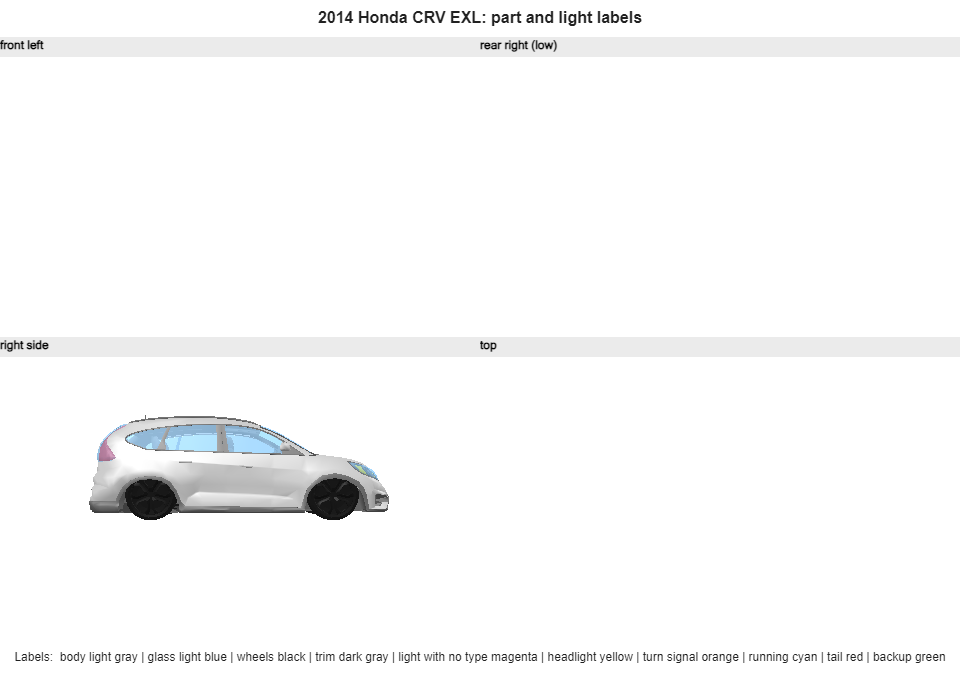 2014 Honda CRV EXL: part and light labels
front left
rear right (low)
right side
top
Labels:  body light gray | glass light blue | wheels black | trim dark gray | light with no type magenta | headlight yellow | turn signal orange | running cyan | tail red | backup green